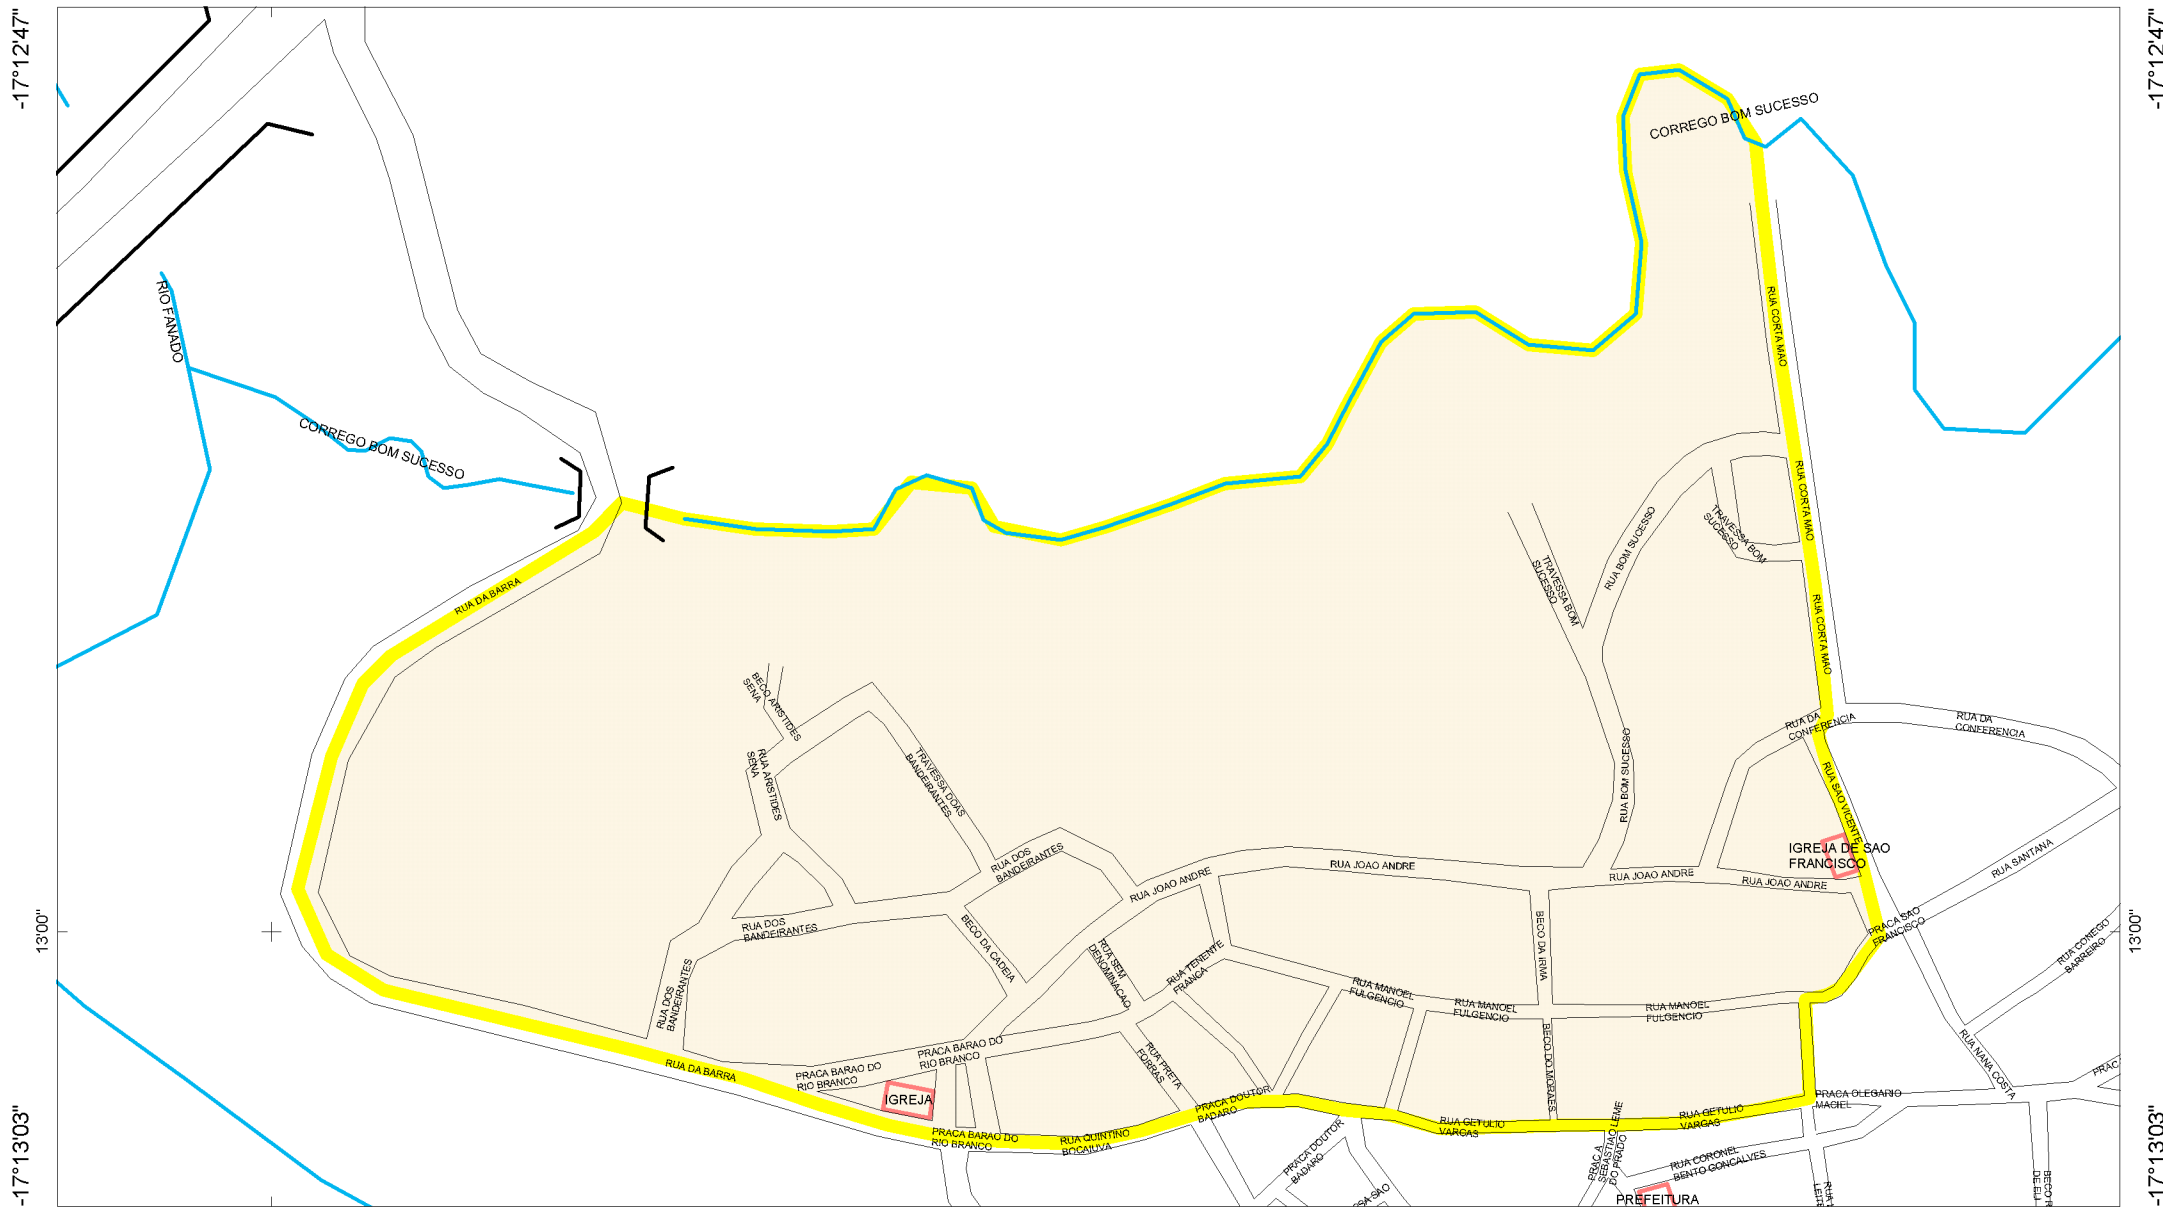 -17°12'47"
-17°12'47"
CORREGO BOM SUCESSO
RIO FANADO
RUA CORTA MAO
CORREGO BOM SUCESSO
RUA CORTA MAO
TRAVESSA BOM
SUCESSO
RUA BOM SUCESSO
TRAVESSA BOM
SUCESSO
RUA DA BARRA
RUA CORTA MAO
BECO ARISTIDES
SENA
RUA DA
CONFERENCIA
RUA DA
CONFERENCIA
RUA ARISTIDES
SENA
TRAVESSA DOAS
BANDEIRANTES
RUA BOM SUCESSO
RUA SAO VICENTE
IGREJA DE SAO
FRANCISCO
RUA DOS
BANDEIRANTES
RUA JOAO ANDRE
RUA JOAO ANDRE
RUA JOAO ANDRE
RUA JOAO ANDRE
RUA SANTANA
PRACA SAO
FRANCISCO
13'00"
13'00"
RUA DOS
BANDEIRANTES
BECO DA CADEIA
RUA SEM
DENOMINACAO
RUA TENENTE
FRANCA
BECO DA IRMA
RUA CONEGO
BARREIRO
RUA DOS
BANDEIRANTES
RUA MANOEL
FULGENCIO
RUA MANOEL
FULGENCIO
RUA MANOEL
FULGENCIO
RUA DA BARRA
PRACA BARAO DO
RIO BRANCO
PRACA BARAO DO
RIO BRANCO
RUA PRETA
FORRAS
BECO DO MORAES
RUA NANA COSTA
PRAC
IGREJA
PRACA DOUTOR
BADARO
PRACA OLEGARIO
MACIEL
PRACA BARAO DO
RIO BRANCO
RUA QUINTINO
BOCAIUVA
RUA GETULIO
VARGAS
RUA GETULIO
VARGAS
PRACA DOUTOR
BADARO
PRACA
SEBASTIAO LEME
DO PRADO
RUA CORONEL
BENTO GONCALVES
PREFEITURA
SSA SAO
RUA
LEITE
BECO
DE ELI
-17°13'03"
-17°13'03"